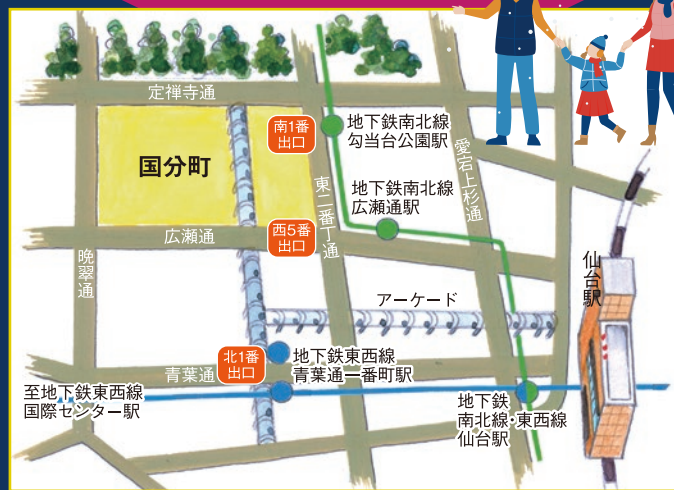 定禅寺通
南1番
出口
地下鉄南北線
勾当台公園駅
国分町
愛宕上杉通
東二番丁通
地下鉄南北線
広瀬通駅
広瀬通
西5番
出口
晩翠通
仙台駅
アーケード
北1番
出口
地下鉄東西線
青葉通一番町駅
青葉通
至地下鉄東西線
国際センター駅
地下鉄
南北線・東西線
仙台駅